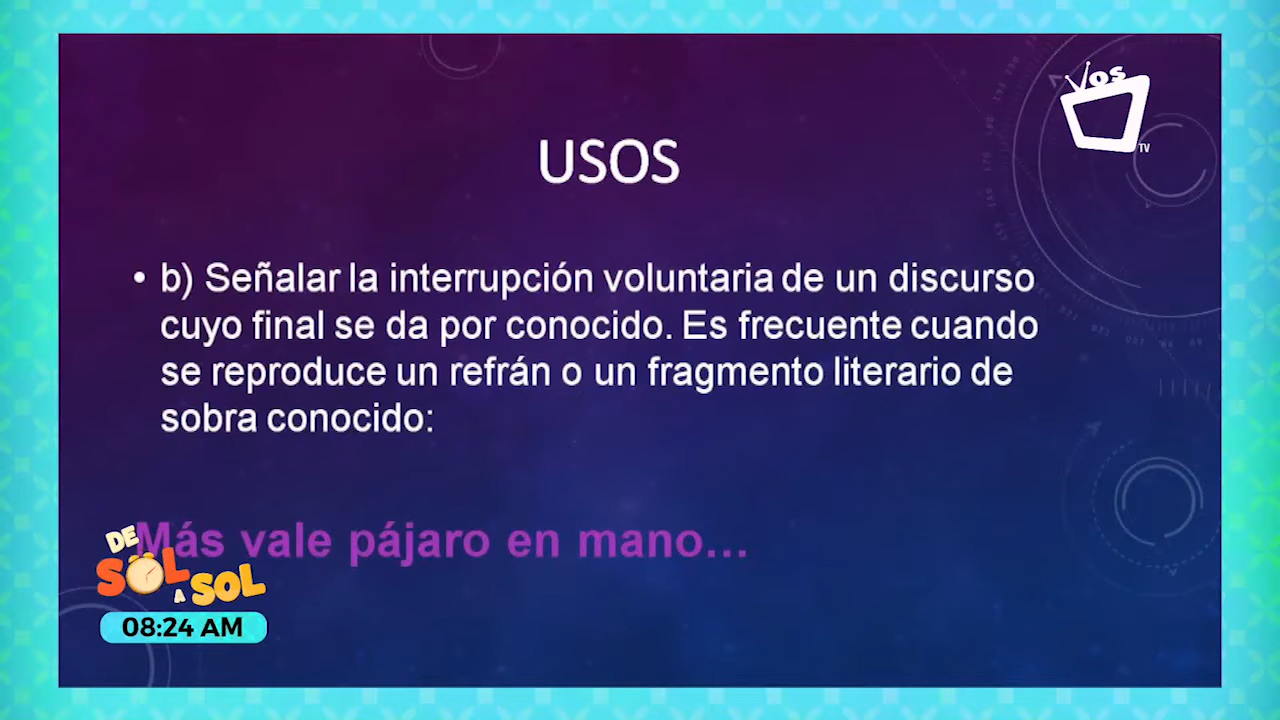 VOS
TV
USOS
• b) Señalar la interrupción voluntaria de un discurso
cuyo final se da por conocido. Es frecuente cuando
se reproduce un refrán o un fragmento literario de
sobra conocido:
Más vale pájaro en mano...
DE
SOL
A SOL
08:24 AM